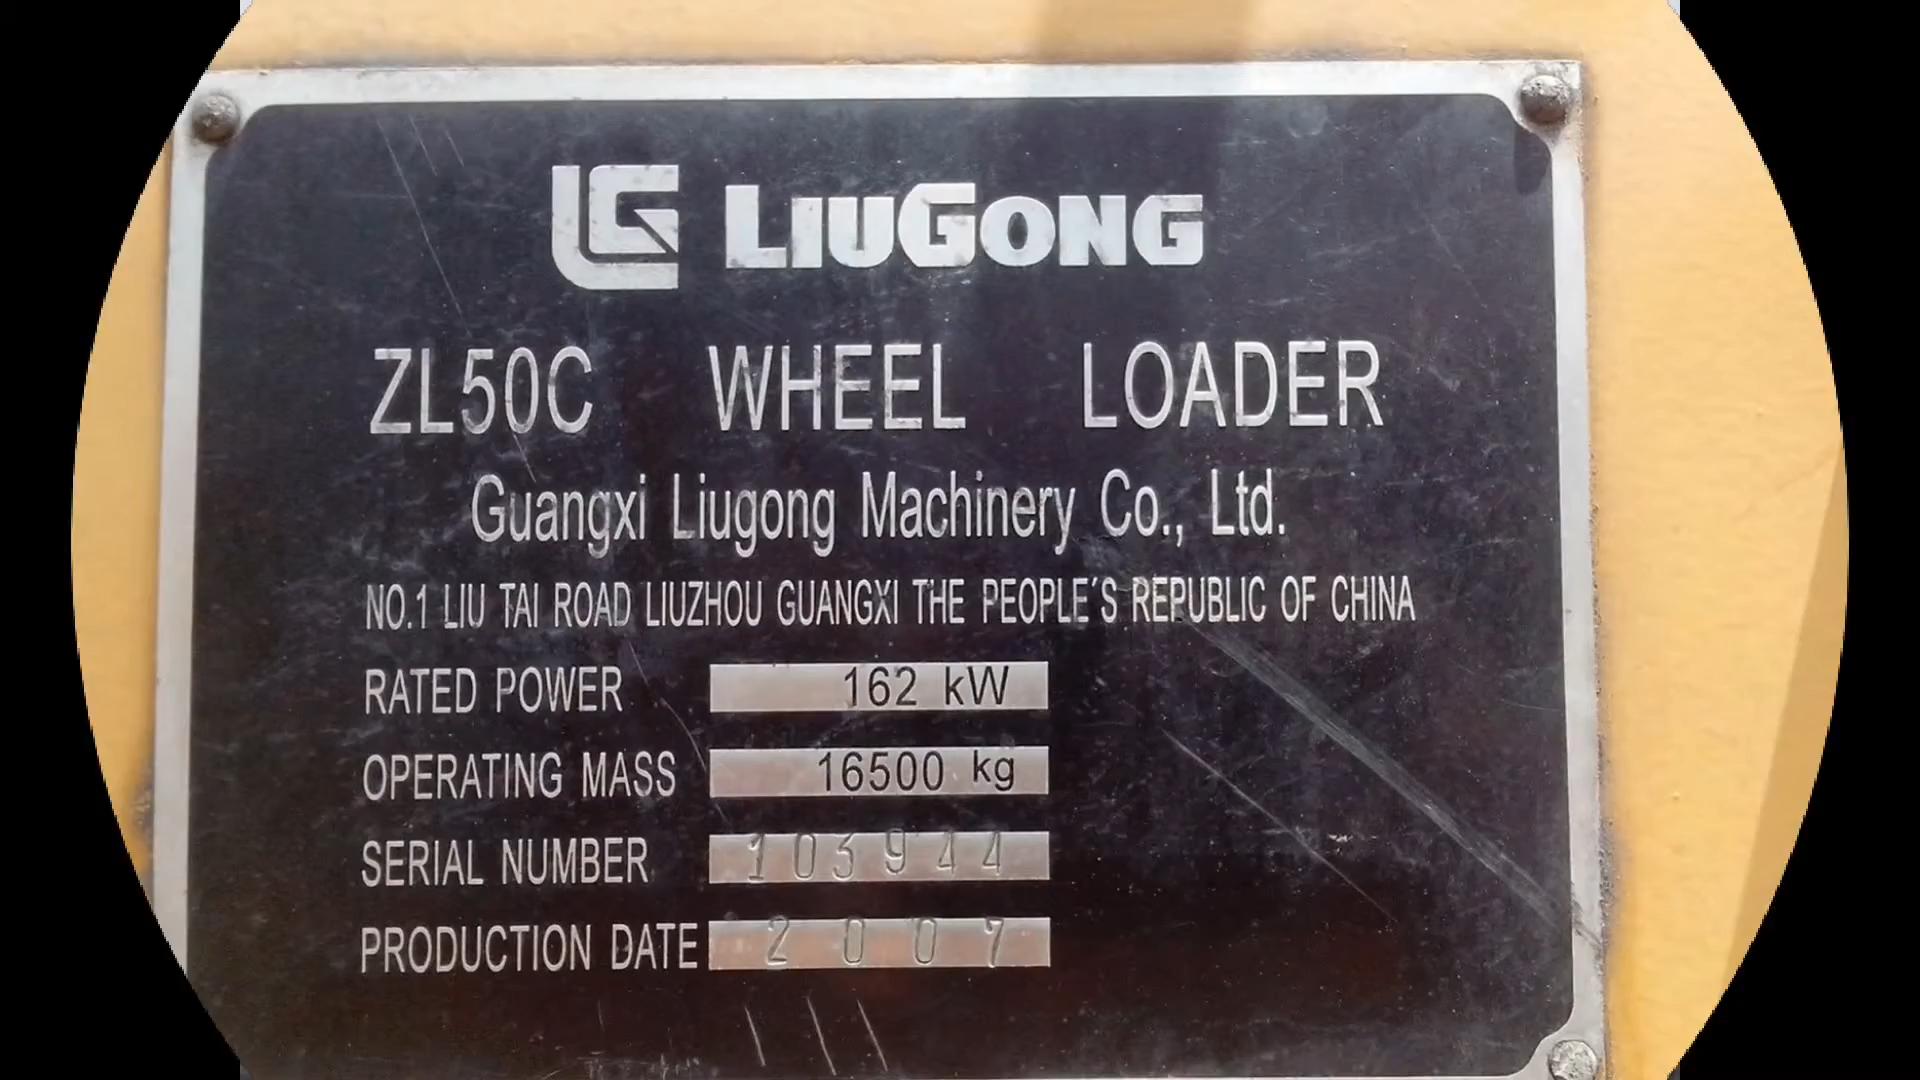 LG LIUGONG
ZL50C WHEEL LOADER
Guangxi Liugong Machinery Co., Ltd.
NO.1 LIU TAI ROAD LIUZHOU GUANGXI THE PEOPLE'S REPUBLIC OF CHINA
RATED POWER 162 kW
OPERATING MASS 16500 kg
SERIAL NUMBER 103944
PRODUCTION DATE 2007